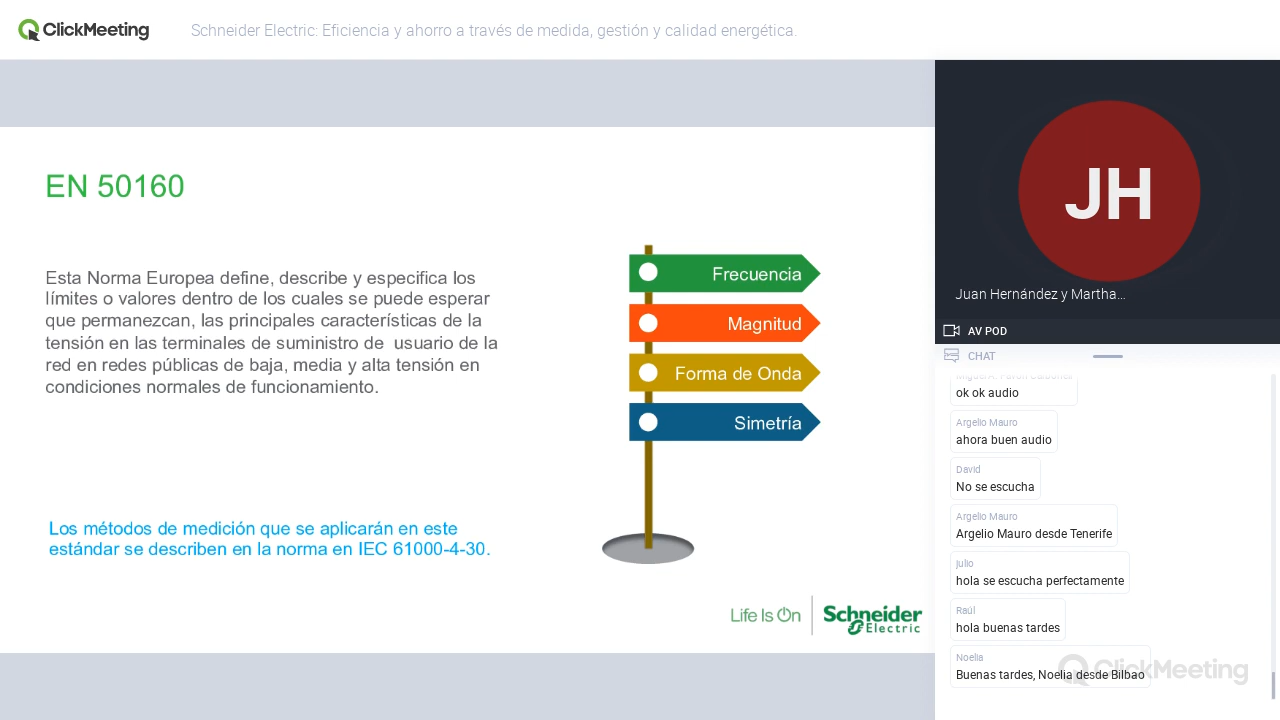 ClickMeeting
Schneider Electric: Eficiencia y ahorro a través de medida, gestión y calidad energética.
EN 50160
Esta Norma Europea define, describe y especifica los
límites o valores dentro de los cuales se puede esperar
que permanezcan, las principales características de la
tensión en las terminales de suministro de usuario de la
red en redes públicas de baja, media y alta tensión en
condiciones normales de funcionamiento.
Frecuencia
Magnitud
Forma de Onda
Simetría
Los métodos de medición que se aplicarán en este
estándar se describen en la norma en IEC 61000-4-30.
Life Is On
Schneider
Electric
JH
Juan Hernández y Martha...
AV POD
CHAT
ok ok audio
Argelio Mauro
ahora buen audio
David
No se escucha
Argelio Mauro
Argelio Mauro desde Tenerife
julio
hola se escucha perfectamente
Raúl
hola buenas tardes
Noelia
Buenas tardes, Noelia desde Bilbao
ClickMeeting